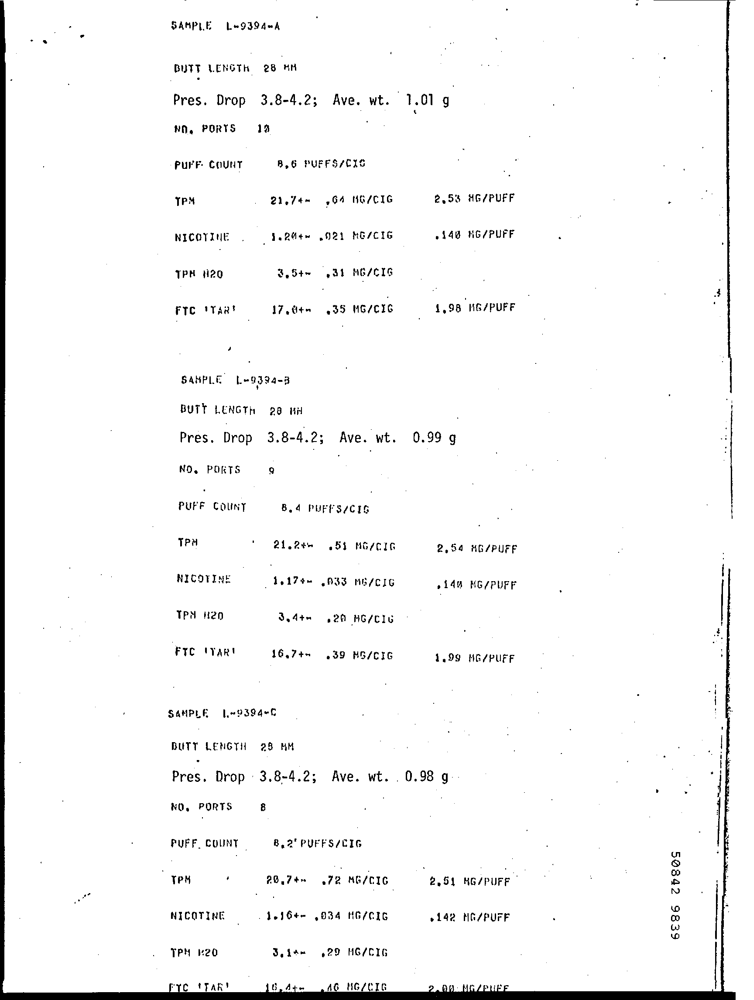 SAMPLE L-9394-A
BUTT LENGTH 28 MM
Pres. Drop 3.8-4.2; Ave. wt. 1.01 g
NO. PORTS 10
PUFF COUNT 8.6 PUFFS/CIG
TPM 21.7+- .64 MG/CIG 2.53 MG/PUFF
NICOTINE 1.20+- .021 MG/CIG .140 MG/PUFF
TPM H2O 3.5+- .31 MG/CIG
FTC 'TAR' 17.0+- .35 MG/CIG 1.98 MG/PUFF
SAMPLE L-9394-B
BUTT LENGTH 28 MM
Pres. Drop 3.8-4.2; Ave. wt. 0.99 g
NO. PORTS 9
PUFF COUNT 8.4 PUFFS/CIG
TPM 21.2+- .51 MG/CIG 2.54 MG/PUFF
NICOTINE 1.17+- .033 MG/CIG .140 MG/PUFF
TPM H2O 3.4+- .20 MG/CIG
FTC 'TAR' 16.7+- .39 MG/CIG 1.99 MG/PUFF
SAMPLE L-9394-C
BUTT LENGTH 28 MM
Pres. Drop 3.8-4.2; Ave. wt. 0.98 g
NO. PORTS 8
PUFF COUNT 8.2 PUFFS/CIG
TPM 20.7+- .72 MG/CIG 2.51 MG/PUFF
NICOTINE 1.16+- .034 MG/CIG .142 MG/PUFF
TPM H2O 3.1+- .29 MG/CIG
FTC 'TAR' 16.4+- .46 MG/CIG 2.00 MG/PUFF
50842 9839